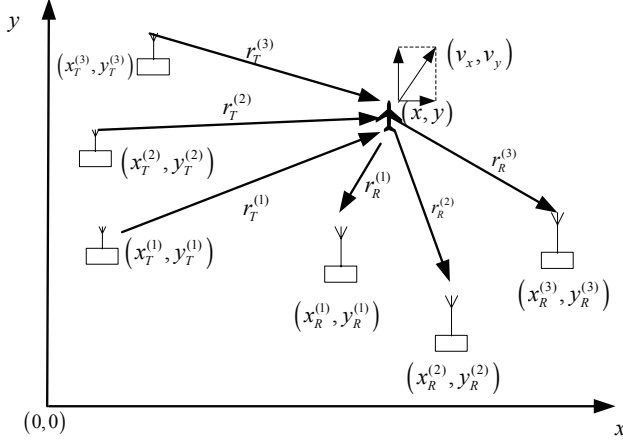 y
(x_T^{(3)}, y_T^{(3)})
r_T^{(3)}
(v_x, v_y)
r_T^{(2)}
(x, y)
(x_T^{(2)}, y_T^{(2)})
r_R^{(3)}
r_R^{(1)}
r_T^{(1)}
r_R^{(2)}
(x_T^{(1)}, y_T^{(1)})
(x_R^{(3)}, y_R^{(3)})
(x_R^{(1)}, y_R^{(1)})
(x_R^{(2)}, y_R^{(2)})
(0,0)
x